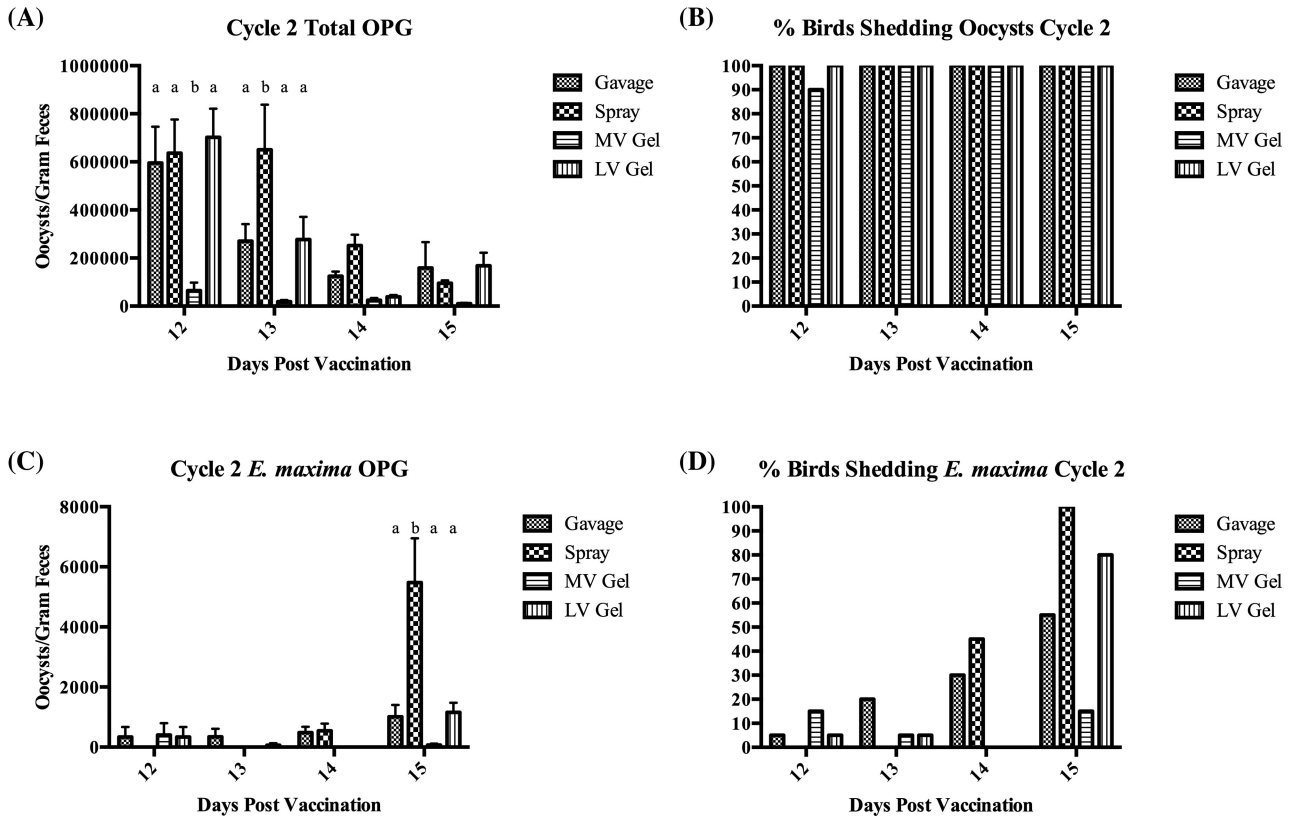 (A)
Cycle 2 Total OPG
Oocysts/Gram Feces
1000000
800000
600000
400000
200000
0
a a b a a b a a
12 13 14 15
Days Post Vaccination
Gavage
Spray
MV Gel
LV Gel
(B)
% Birds Shedding Oocysts Cycle 2
100
90
80
70
60
50
40
30
20
10
0
12 13 14 15
Days Post Vaccination
Gavage
Spray
MV Gel
LV Gel
(C)
Cycle 2 E. maxima OPG
Oocysts/Gram Feces
8000
6000
4000
2000
0
a b a a
12 13 14 15
Days Post Vaccination
Gavage
Spray
MV Gel
LV Gel
(D)
% Birds Shedding E. maxima Cycle 2
100
90
80
70
60
50
40
30
20
10
0
12 13 14 15
Days Post Vaccination
Gavage
Spray
MV Gel
LV Gel